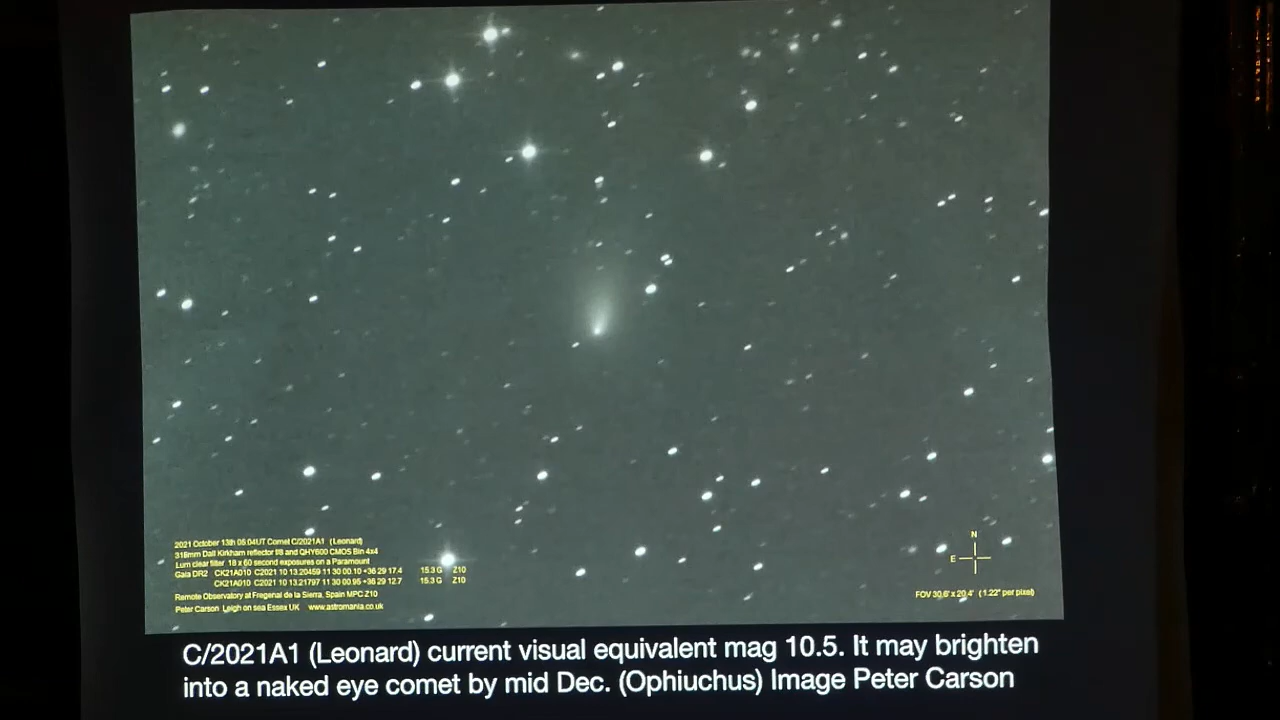 2021 October 13th 05:04UT Comet C/2021A1 (Leonard)
315mm Dall Kirkham reflector f/8 and QHY600 CMOS Bin 4x4
Lum clear filter 18 x 60 second exposures on a Paramount
Gaia DR2 CK21A010 C2021 10 13.20459 11 30 00.10 +36 29 17.4 15.3 G Z10
CK21A010 C2021 10 13.21797 11 30 00.95 +36 29 12.7 15.3 G Z10
Remote Observatory at Fregenal de la Sierra, Spain MPC Z10
Peter Carson Leigh on sea Essex UK www.astromania.co.uk
N
E
FOV 30.6' x 20.4' (1.22" per pixel)
C/2021A1 (Leonard) current visual equivalent mag 10.5. It may brighten
into a naked eye comet by mid Dec. (Ophiuchus) Image Peter Carson